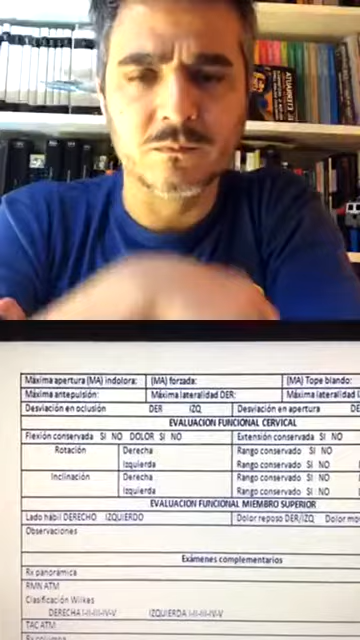 Máxima apertura (MA) indolora: (MA) forzada: (MA) Tope blando:
Máxima antepulsión: Máxima lateralidad DER: Máxima lateralidad
Desviación en oclusión DER IZQ Desviación en apertura DE
EVALUACION FUNCIONAL CERVICAL
Flexión conservada SI NO DOLOR SI NO Extensión conservada SI NO
Rotación Derecha Rango conservado SI NO
Izquierda Rango conservado SI NO
Inclinación Derecha Rango conservado SI NO
Izquierda Rango conservado SI NO
EVALUACION FUNCIONAL MIEMBRO SUPERIOR
Lado hábil DERECHO IZQUIERDO Dolor reposo DER/IZQ Dolor mov
Observaciones
Exámenes complementarios
Rx panorámica
RMN ATM
Clasificación Wilkes
DERECHA I-II-III-IV-V IZQUIERDA I-II-III-IV-V
TAC ATM